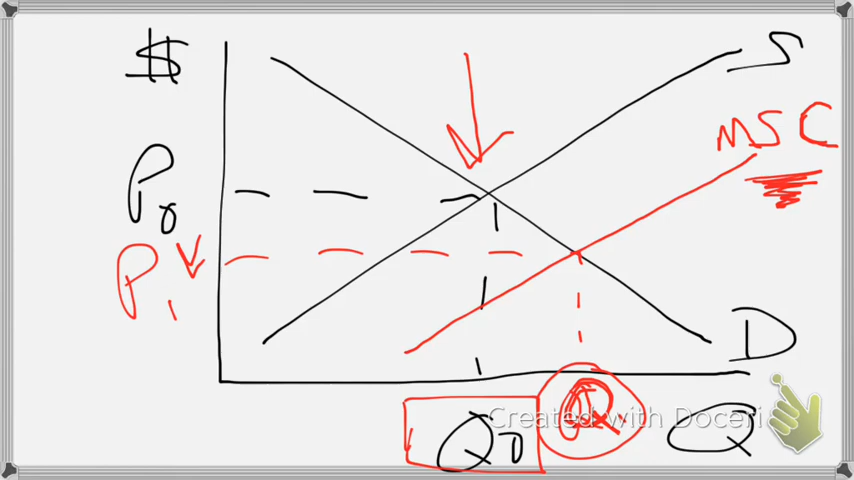 $
S
MSC
P0
P1
D
Created with Doceri
Q0
Q